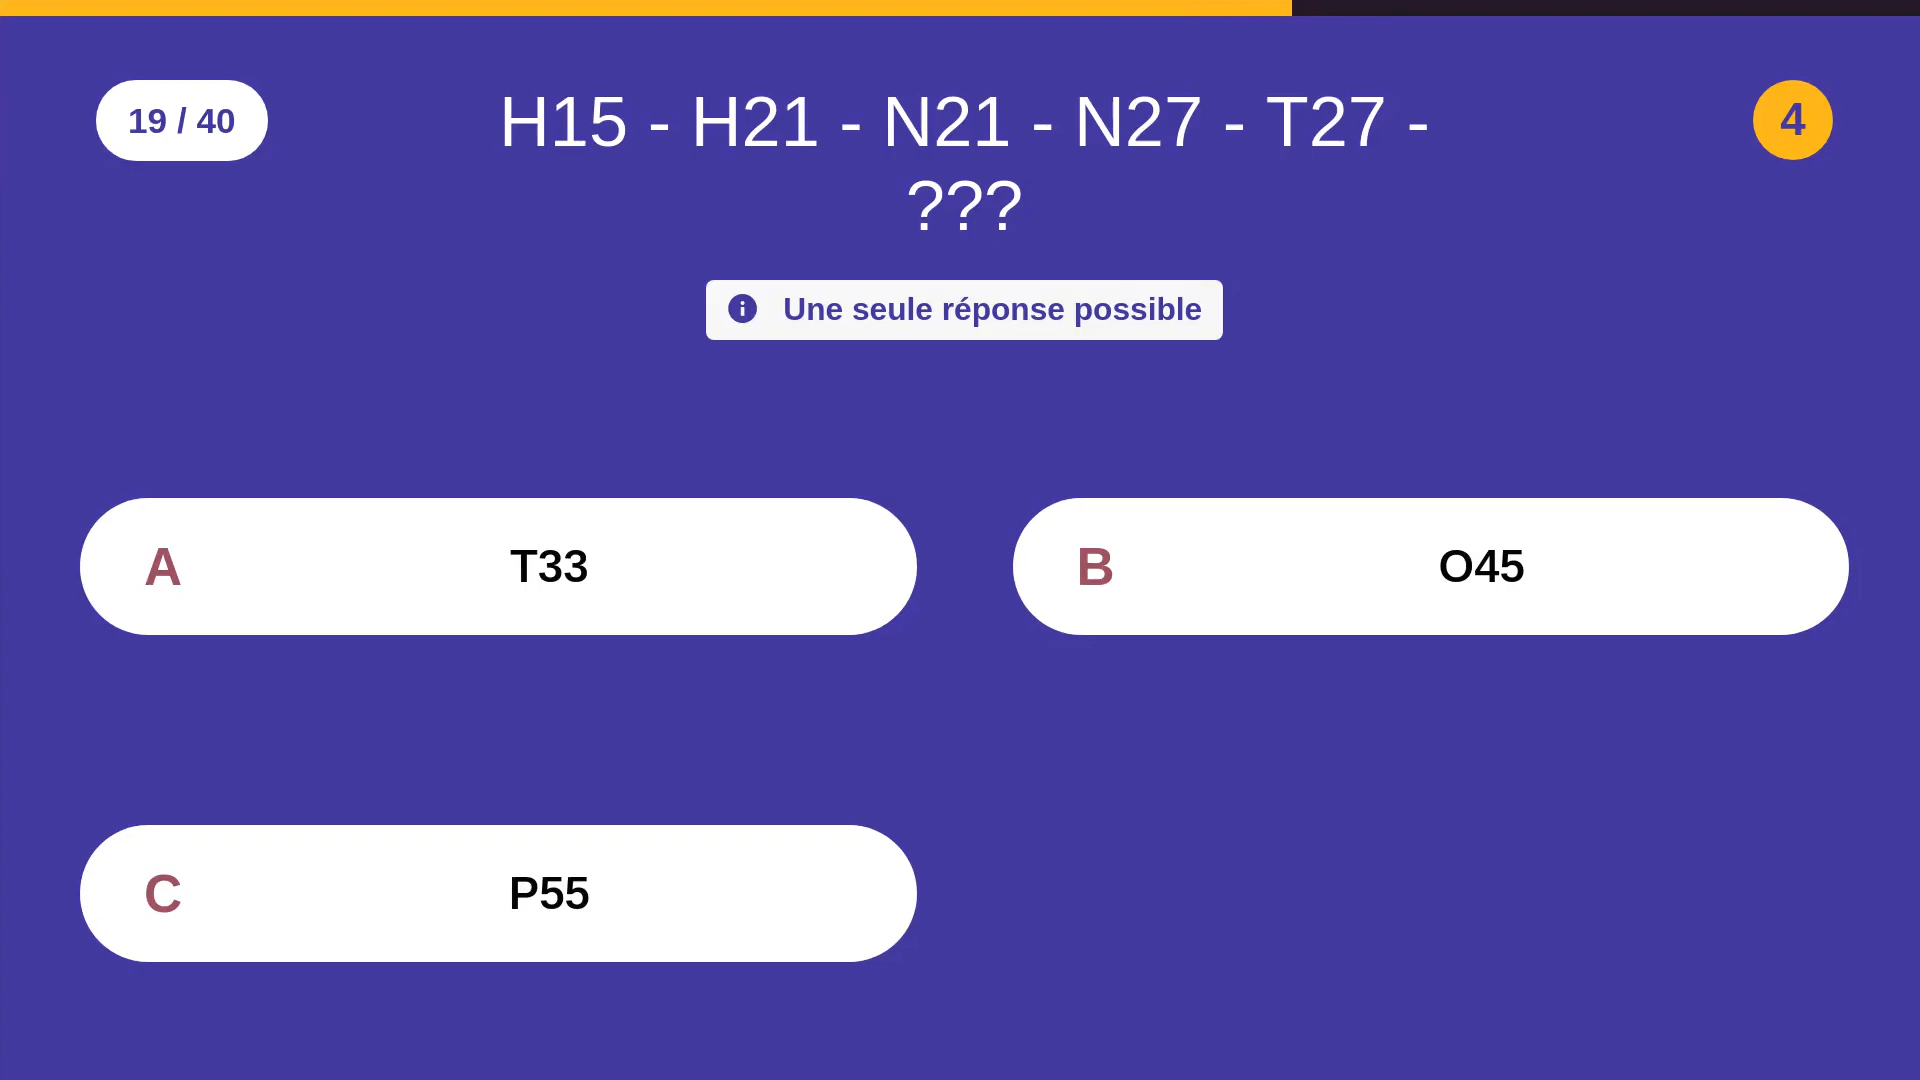 19 / 40
H15 - H21 - N21 - N27 - T27 -
???
4
Une seule réponse possible
A
T33
B
O45
C
P55